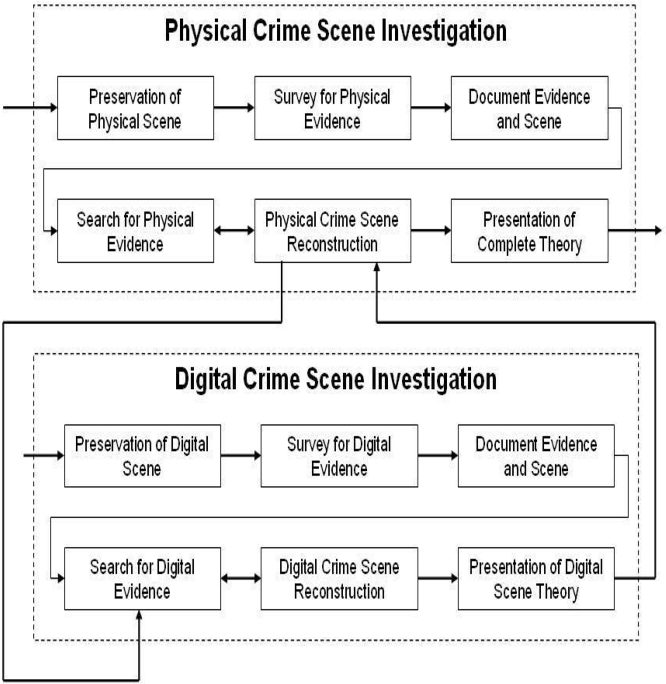 Physical Crime Scene Investigation
Preservation of
Physical Scene
Survey for Physical
Evidence
Document Evidence
and Scene
Search for Physical
Evidence
Physical Crime Scene
Reconstruction
Presentation of
Complete Theory
Digital Crime Scene Investigation
Preservation of Digital
Scene
Survey for Digital
Evidence
Document Evidence
and Scene
Search for Digital
Evidence
Digital Crime Scene
Reconstruction
Presentation of Digital
Scene Theory